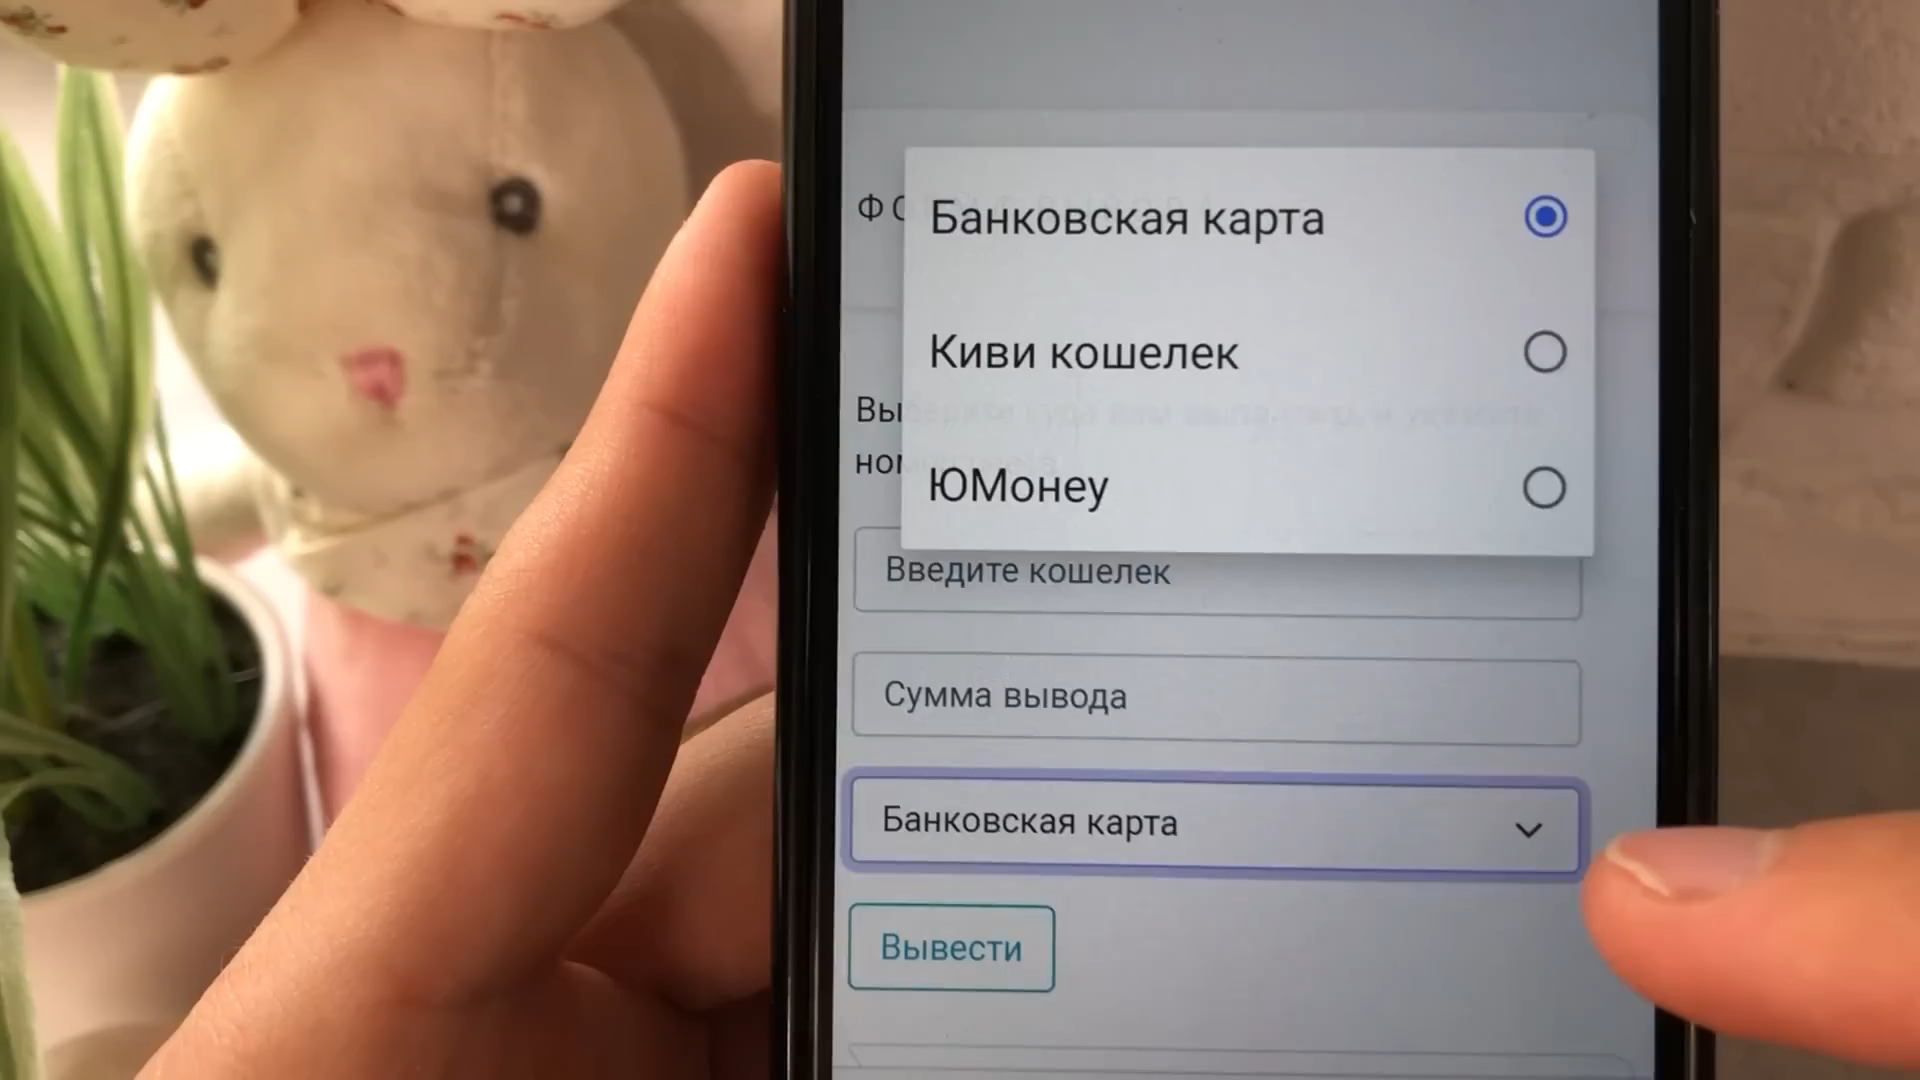 Банковская карта
Киви кошелек
ЮМонеу
Введите кошелек
Сумма вывода
Банковская карта
Вывести